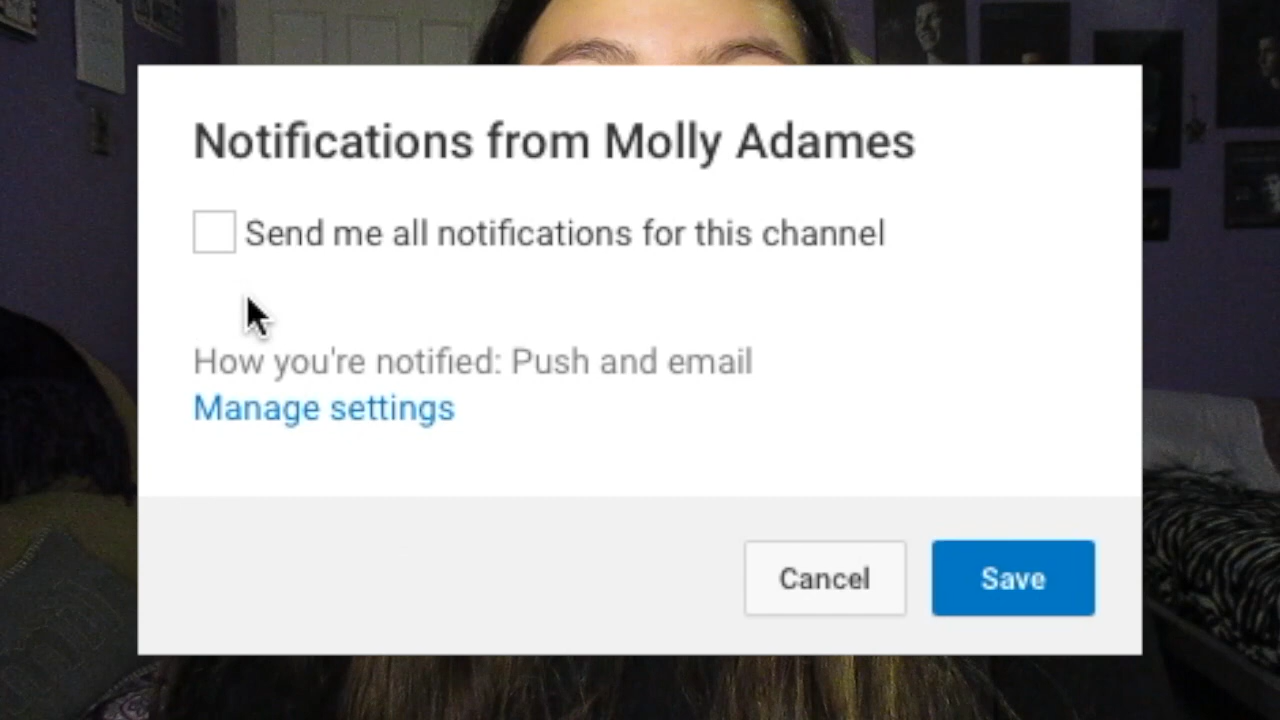 Notifications from Molly Adames
Send me all notifications for this channel
How you're notified: Push and email
Manage settings
Cancel
Save